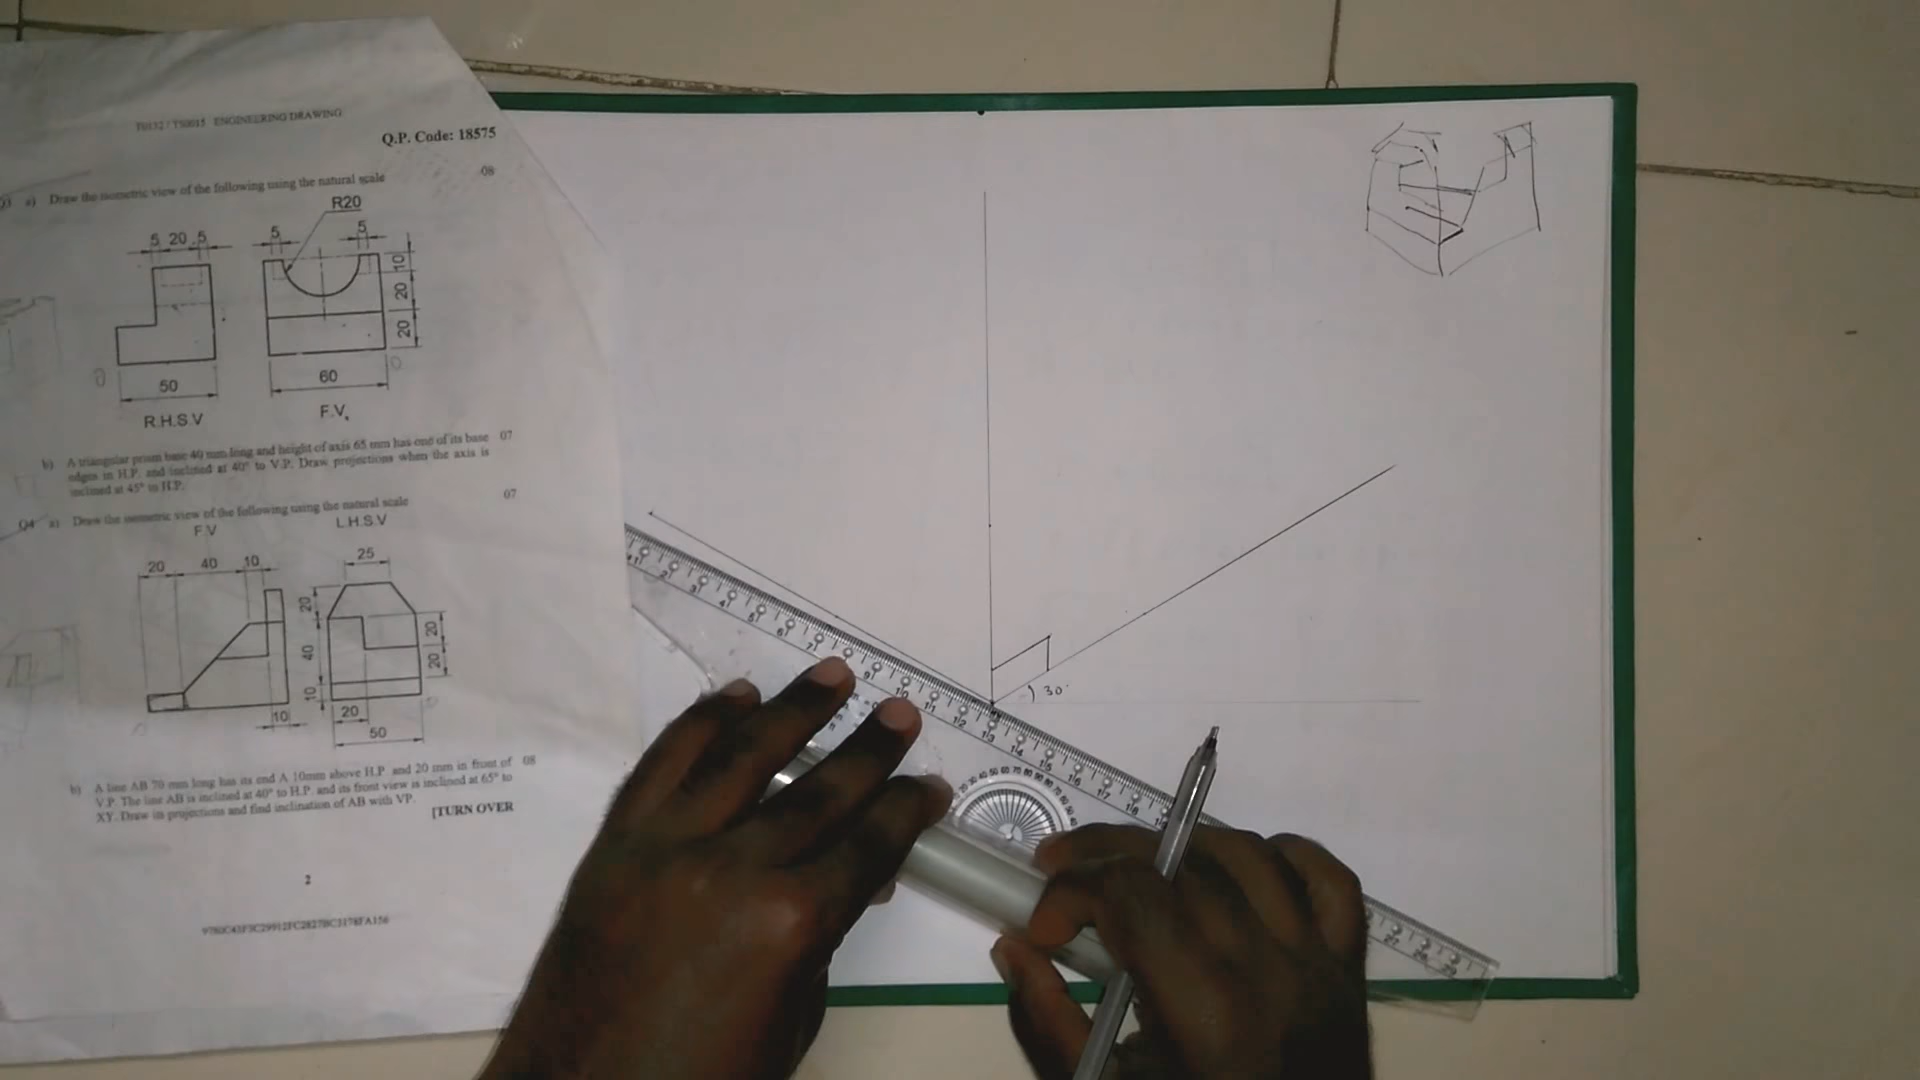 T0132 / TS0015 ENGINEERING DRAWING
Q.P. Code: 18575
Q3 a) Draw the isometric view of the following using the natural scale 08
R20
5 20 5
5 5
10
20
20
50
60
R.H.S.V
F.V.
b) A triangular prism base 40 mm long and height of axis 65 mm has one of its base 07
edges in H.P. and inclined at 40° to V.P. Draw projections when the axis is
inclined at 45° to H.P.
Q4 a) Draw the isometric view of the following using the natural scale 07
F.V
L.H.S.V
20 40 10
25
20
40
10
20
20
10
20
50
b) A line AB 70 mm long has its end A 10mm above H.P. and 20 mm in front of 08
V.P. The line AB is inclined at 40° to H.P. and its front view is inclined at 65° to
XY. Draw its projections and find inclination of AB with VP.
[TURN OVER
2
30°